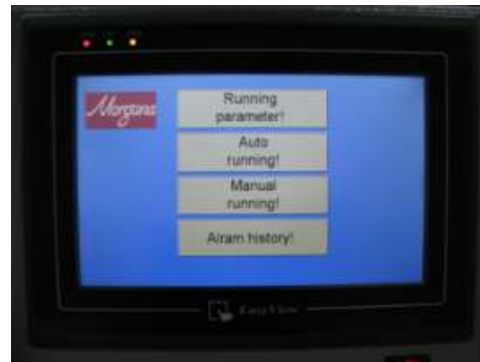 Morgana
Running
parameter!
Auto
running!
Manual
running!
Alram history!
EasyView